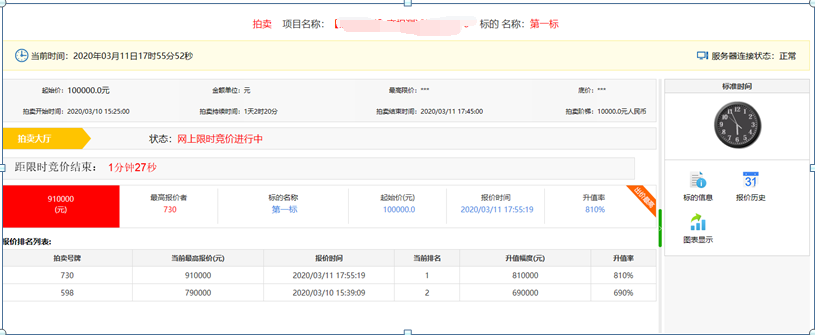 拍卖 项目名称： 【 标的 名称： 第一标
当前时间：2020年03月11日17时55分52秒 服务器连接状态：正常
起始价：100000.0元 金额单位：元 最高限价：*** 底价：***
拍卖开始时间：2020/03/10 15:25:00 拍卖持续时间：1天2时20分 拍卖结束时间：2020/03/11 17:45:00 拍卖阶梯：10000.0元人民币
标准时间
拍卖大厅 状态：网上限时竞价进行中
距限时竞价结束： 1分钟27秒
910000
(元)
最高报价者 标的名称 起始价(元) 报价时间 升值率
730 第一标 100000.0 2020/03/11 17:55:19 810%
出价最高
标的信息 31 报价历史
图表显示
报价排名列表:
拍卖号牌 当前最高报价(元) 报价时间 当前排名 升值幅度(元) 升值率
730 910000 2020/03/11 17:55:19 1 810000 810%
598 790000 2020/03/10 15:39:09 2 690000 690%